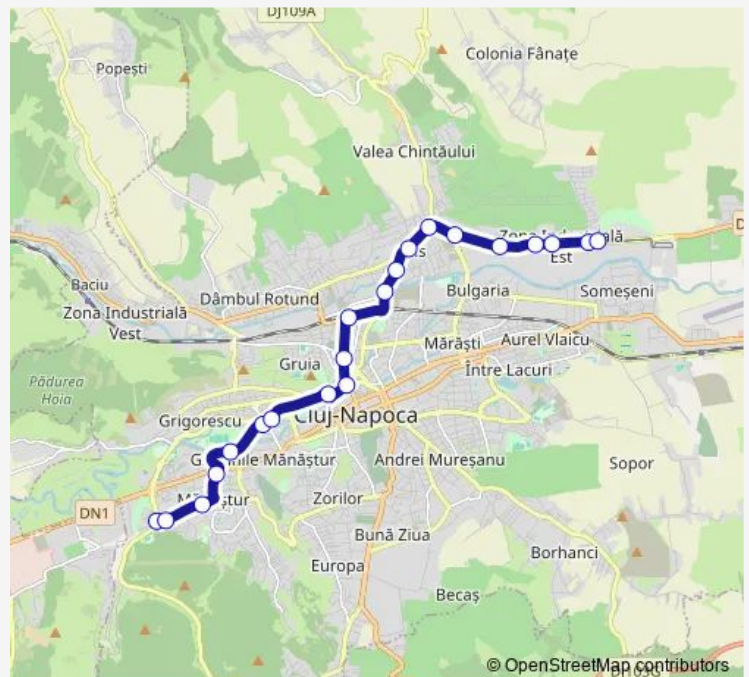 DJ109A
Colonia Fânațe
Popești
Valea Chintăului
Est
Baciu
Dâmbul Rotund
Bulgaria
Someșeni
Zona Industrială
Vest
Mărăști
Aurel Vlaicu
Gruia
Între Lacuri
Pădurea
Hoia
Grigorescu
Cluj-Napoca
Mănăștur
Andrei Mureșanu
Sopor
Zorilor
DN1
Bună Ziua
Borhanci
Europa
Becaș
© OpenStreetMap contributors